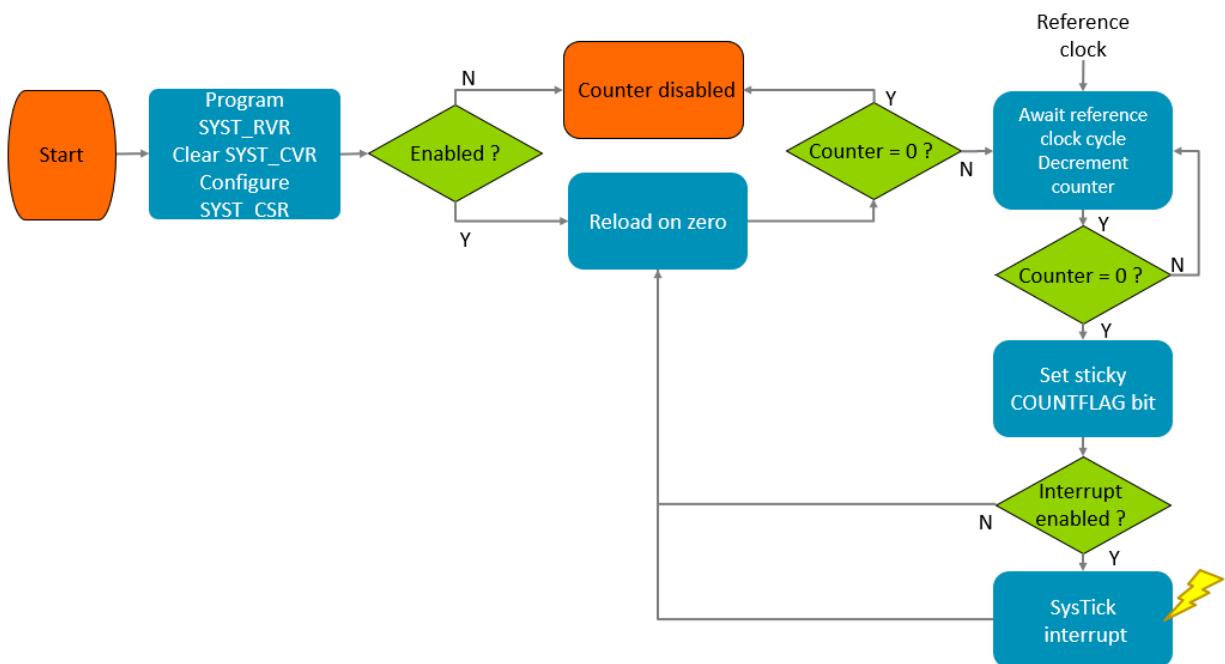 Start
Program
SYST_RVR
Clear SYST_CVR
Configure
SYST_CSR
Enabled ?
N
Y
Counter disabled
Reload on zero
Y
Counter = 0 ?
N
Reference
clock
Await reference
clock cycle
Decrement
counter
Y
Counter = 0 ?
N
Y
Set sticky
COUNTFLAG bit
Interrupt
enabled ?
N
Y
SysTick
interrupt